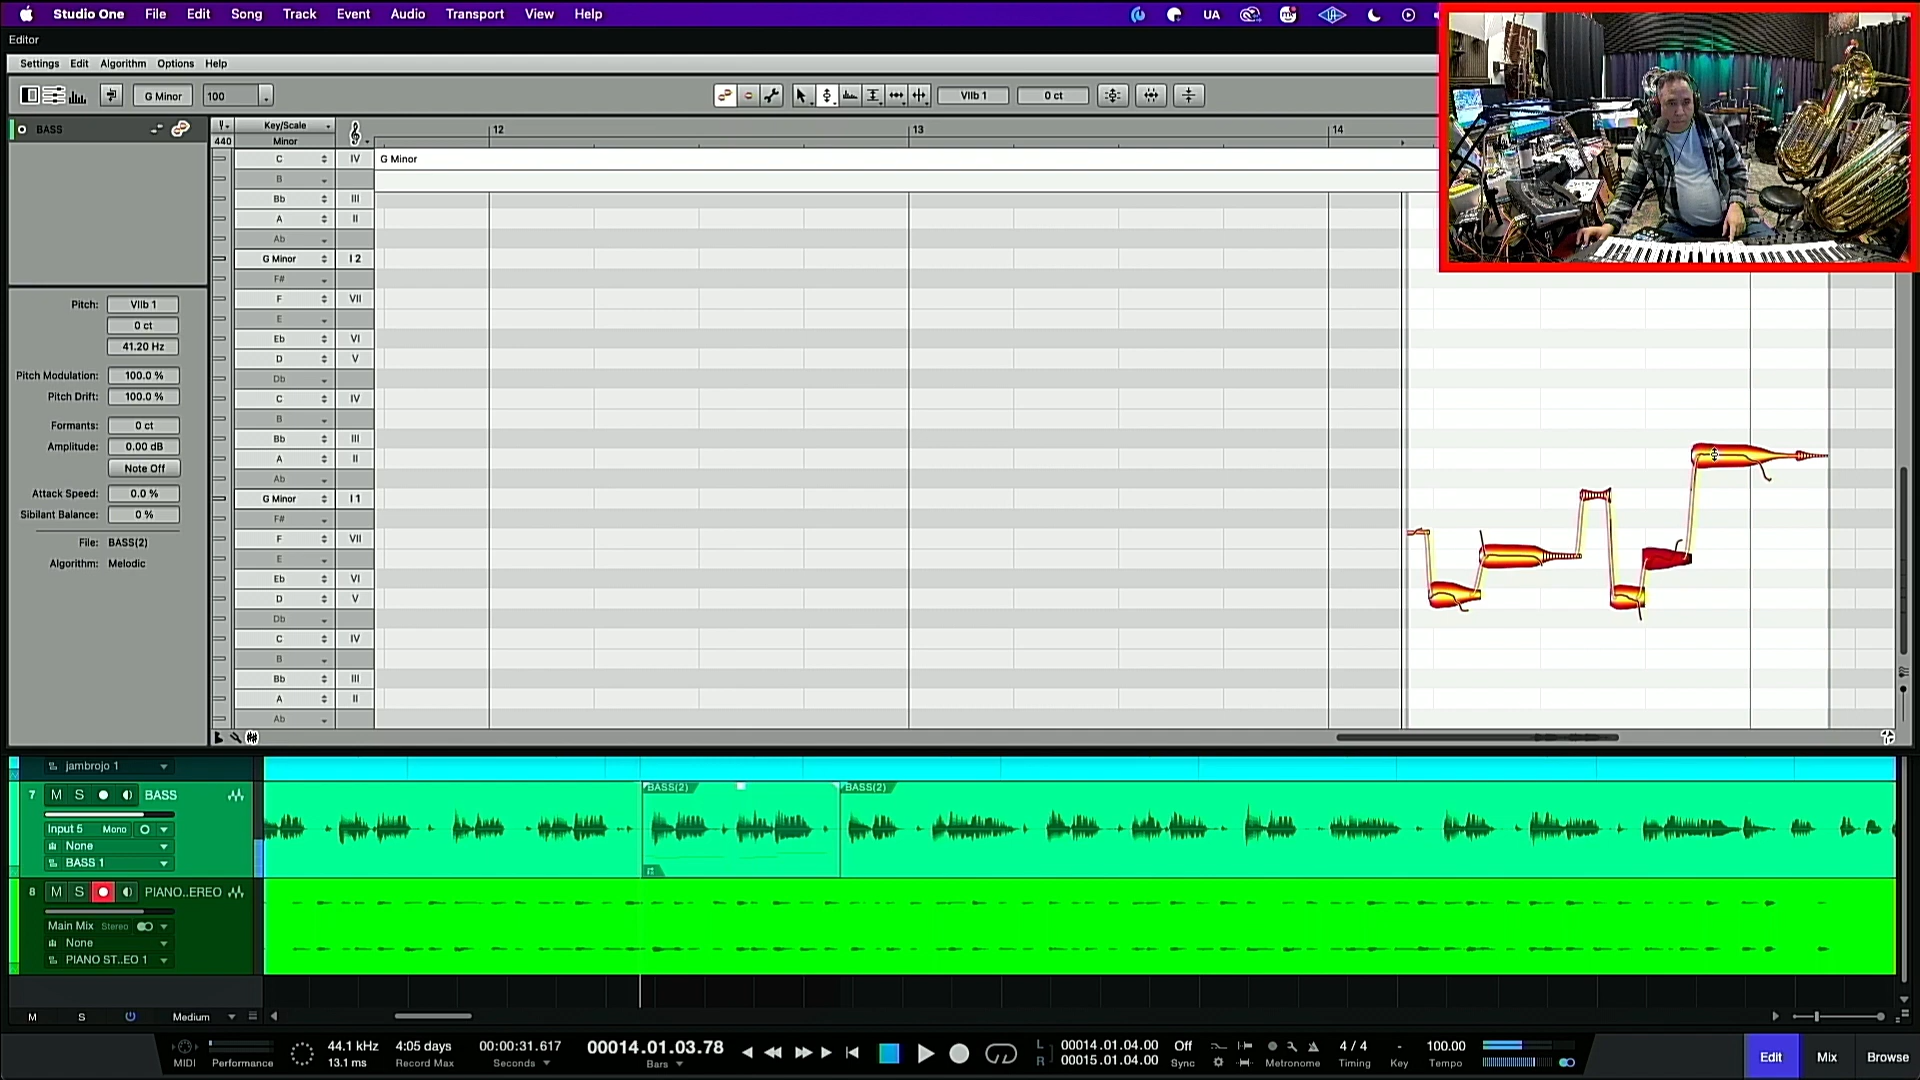 Studio One File Edit Song Track Event Audio Transport View Help
UA
Editor
Settings Edit Algorithm Options Help
G Minor 100 VIIb 1 0 ct
BASS Key/Scale 12 13 14
440 Minor
C IV G Minor
B
Bb III
A II
Ab
G Minor I 2
F#
F VII
E
Eb VI
D V
Db
C IV
B
Bb III
A II
Ab
G Minor I 1
F#
F VII
E
Eb VI
D V
Db
C IV
B
Bb III
A II
Ab
Pitch: VIIb 1
0 ct
41.20 Hz
Pitch Modulation: 100.0 %
Pitch Drift: 100.0 %
Formants: 0 ct
Amplitude: 0.00 dB
Note Off
Attack Speed: 0.0 %
Sibilant Balance: 0 %
File: BASS(2)
Algorithm: Melodic
jambrojo 1
7 M S BASS BASS(2) BASS(2)
Input 5 Mono
None
BASS 1
8 M S PIANO..EREO
Main Mix Stereo
None
PIANO ST..EO 1
M S Medium
MIDI Performance
44.1 kHz
13.1 ms
4:05 days
Record Max
00:00:31.617
Seconds
00014.01.03.78
Bars
L 00014.01.04.00
R 00015.01.04.00
Off
Sync
Metronome
4 / 4
Timing
-
Key
100.00
Tempo
Edit Mix Browse